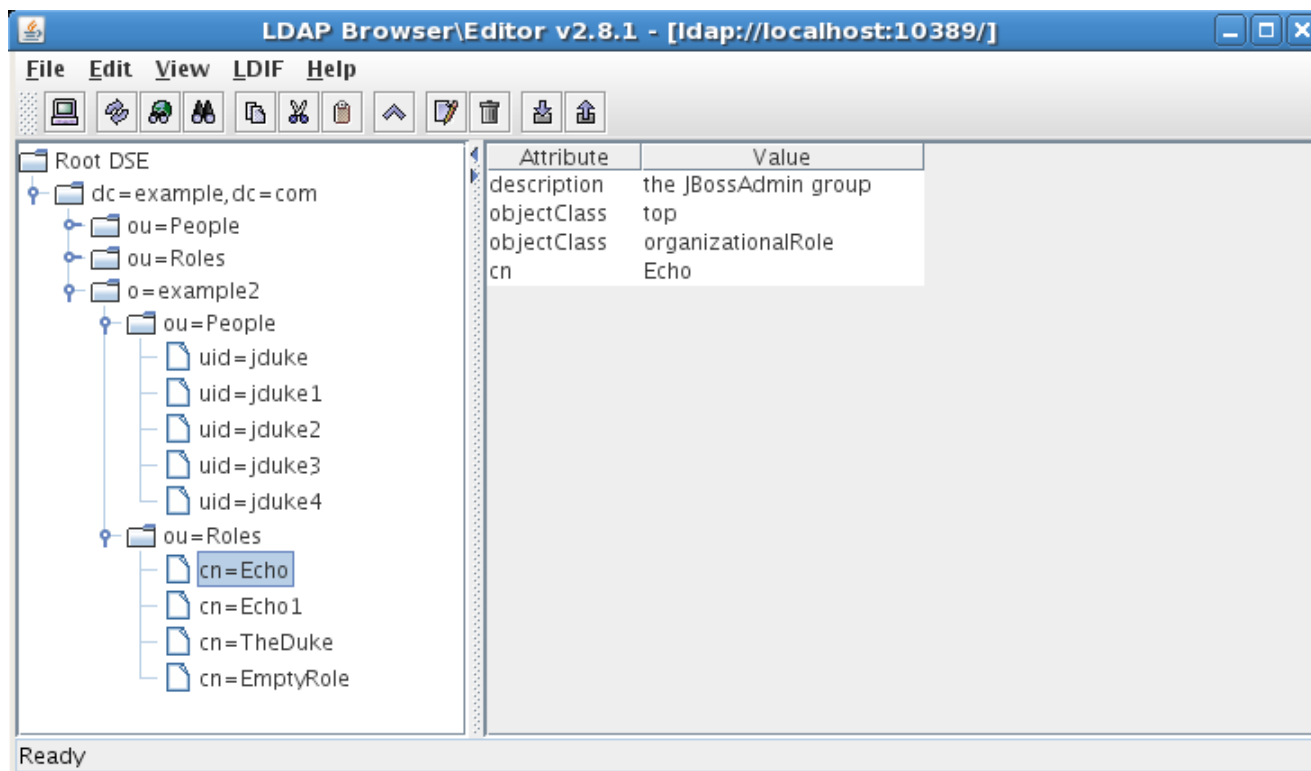 LDAP Browser\Editor v2.8.1 - [ldap://localhost:10389/]
File Edit View LDIF Help
Root DSE
dc=example,dc=com
ou=People
ou=Roles
o=example2
ou=People
uid=jduke
uid=jduke1
uid=jduke2
uid=jduke3
uid=jduke4
ou=Roles
cn=Echo
cn=Echo1
cn=TheDuke
cn=EmptyRole
Attribute Value
description the JBossAdmin group
objectClass top
objectClass organizationalRole
cn Echo
Ready